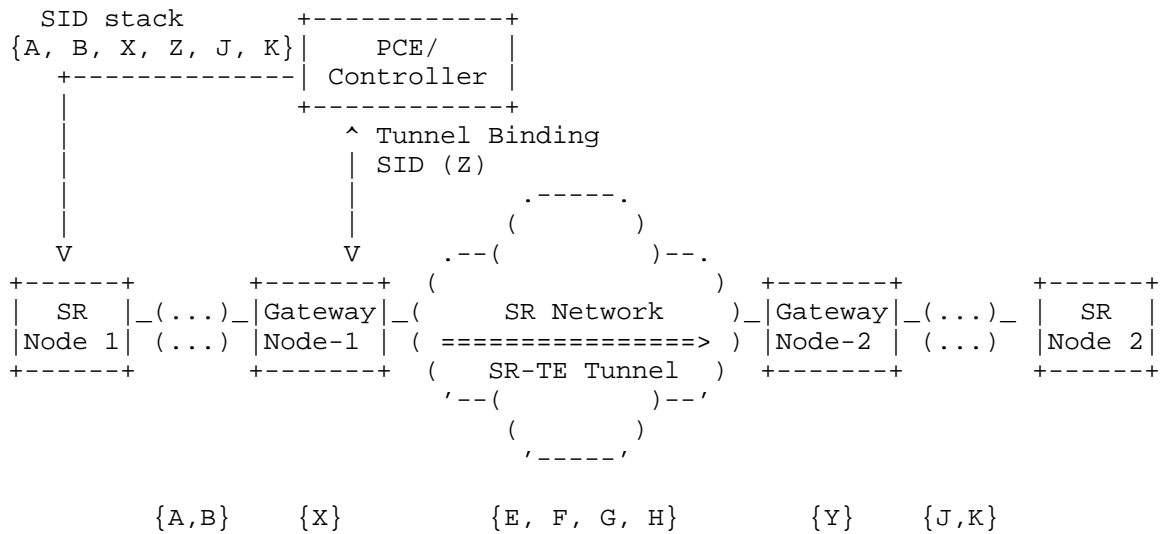 SID stack
{A, B, X, Z, J, K} PCE/
Controller
^ Tunnel Binding
SID (Z)
V V
SR _(...)_ Gateway _( SR Network )_ Gateway _(...)_ SR
Node 1 (...) Node-1 ( ================> ) Node-2 (...) Node 2
SR-TE Tunnel
{A,B} {X} {E, F, G, H} {Y} {J,K}